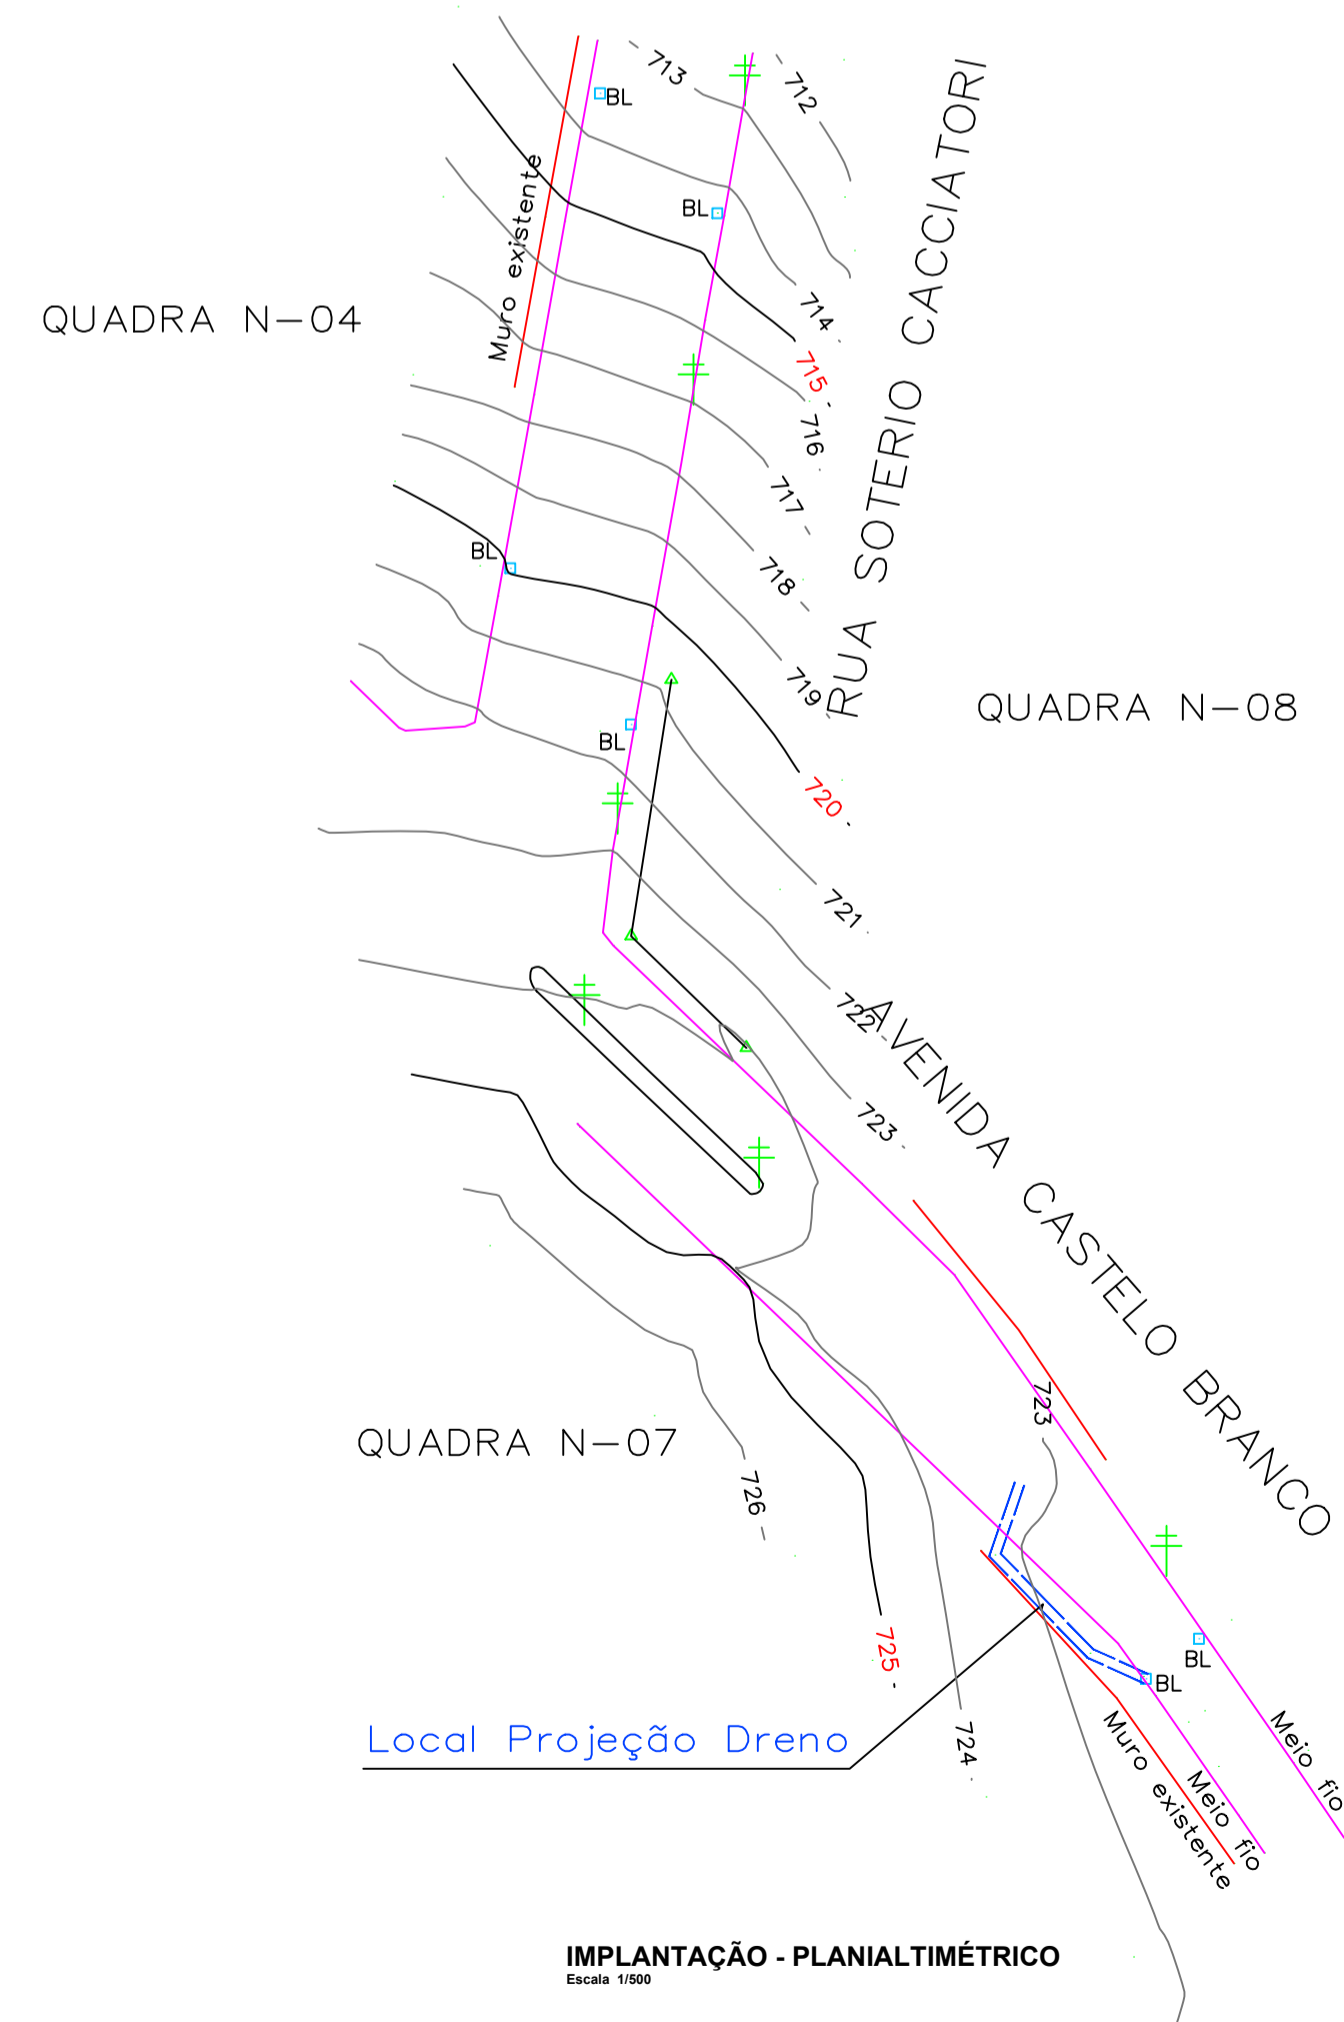 713
712
BL
Muro existente
BL
RUA SOTERIO CACCIATORI
QUADRA N-04
714
715
716
717
BL
718
719
QUADRA N-08
BL
720
721
722
AVENIDA CASTELO BRANCO
723
723
QUADRA N-07
726
725
BL
BL
Local Projeção Dreno
724
Muro existente
Meio fio
Meio fio
IMPLANTAÇÃO - PLANIALTIMÉTRICO
Escala 1/500